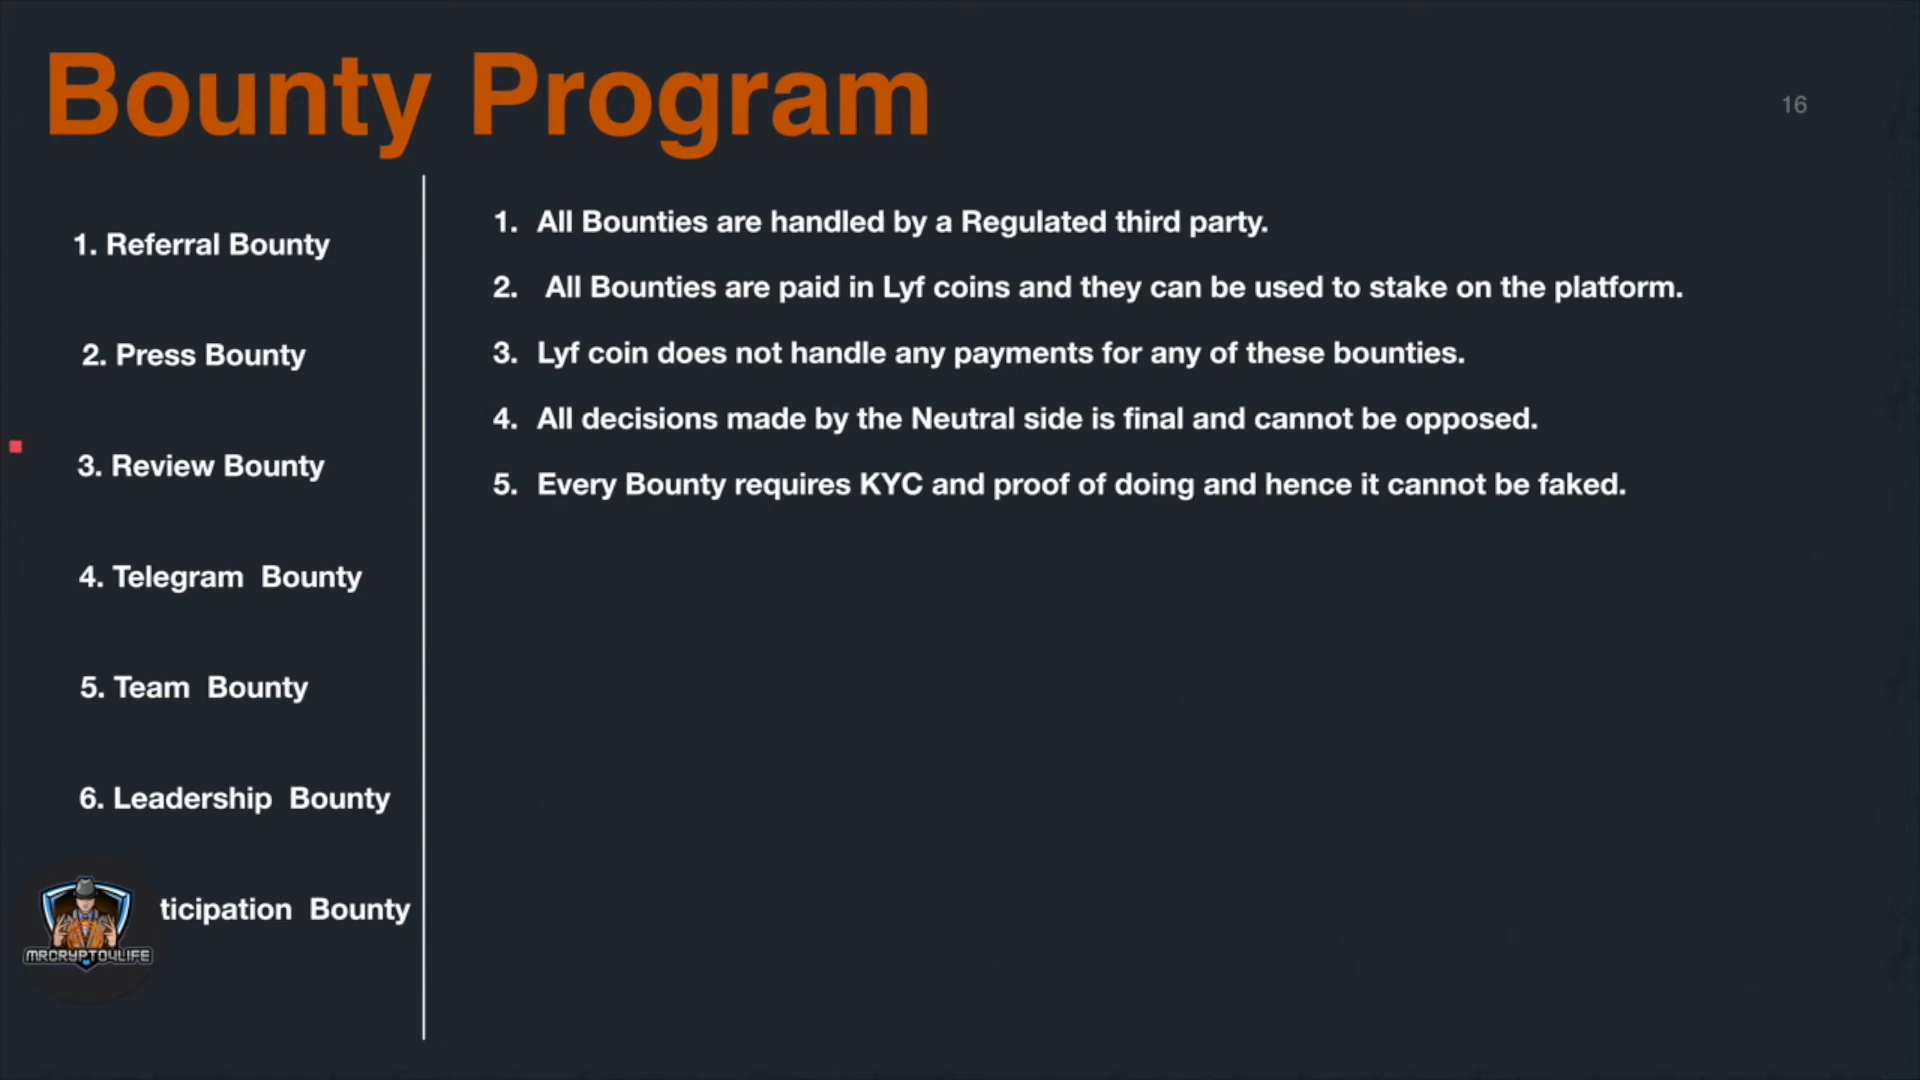 Bounty Program
16
1. Referral Bounty
2. Press Bounty
3. Review Bounty
4. Telegram Bounty
5. Team Bounty
6. Leadership Bounty
ticipation Bounty
MRCRYPTO4LIFE
1. All Bounties are handled by a Regulated third party.
2. All Bounties are paid in Lyf coins and they can be used to stake on the platform.
3. Lyf coin does not handle any payments for any of these bounties.
4. All decisions made by the Neutral side is final and cannot be opposed.
5. Every Bounty requires KYC and proof of doing and hence it cannot be faked.